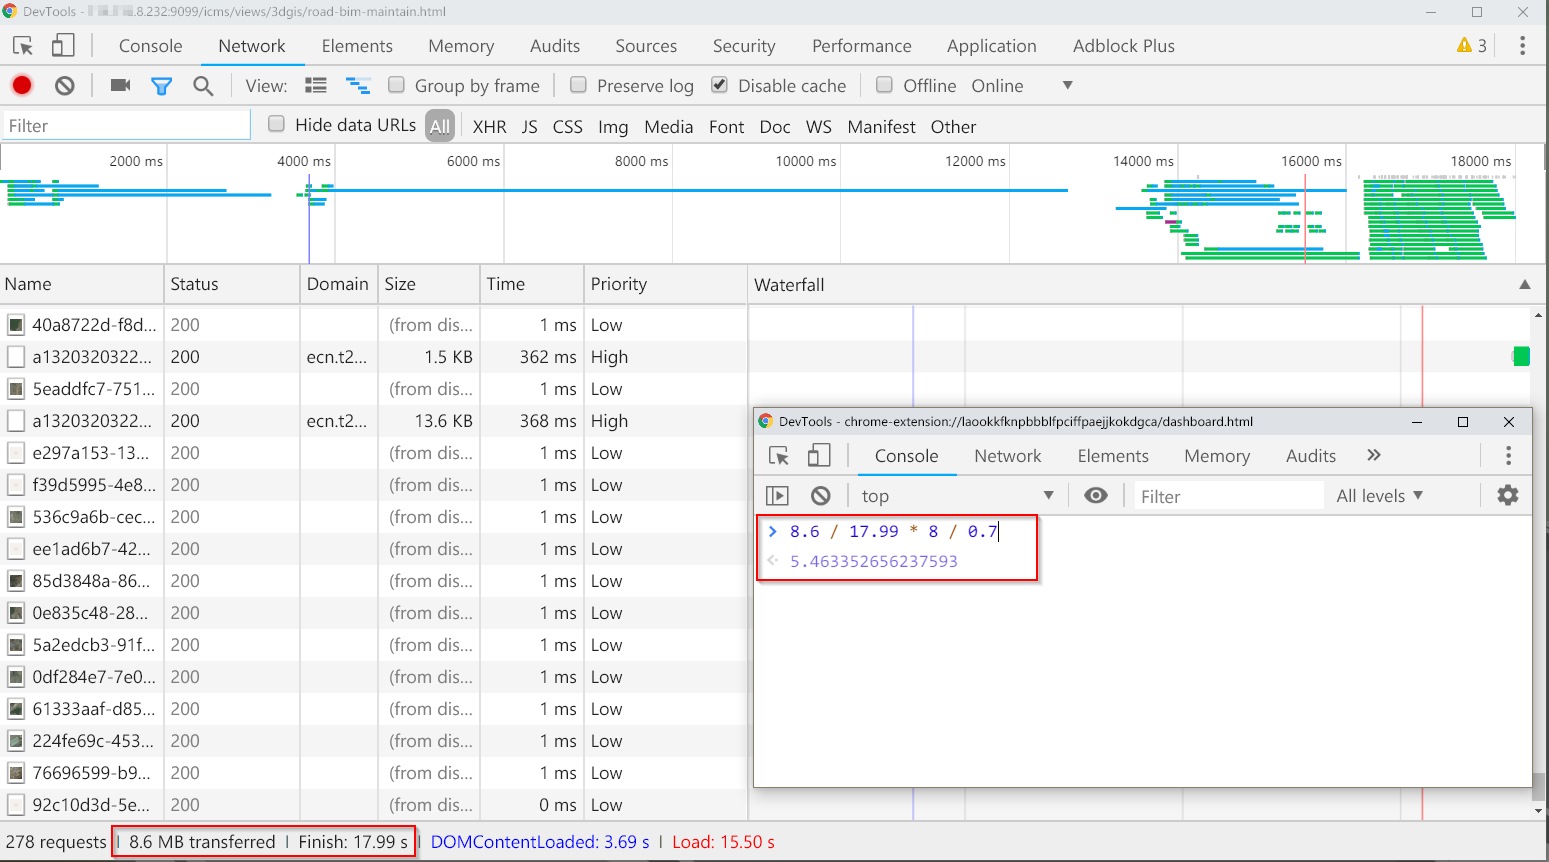 DevTools - .8.232:9099/icms/views/3dgis/road-bim-maintain.html
Console Network Elements Memory Audits Sources Security Performance Application Adblock Plus 3
View: Group by frame Preserve log Disable cache Offline Online
Filter Hide data URLs All XHR JS CSS Img Media Font Doc WS Manifest Other
2000 ms 4000 ms 6000 ms 8000 ms 10000 ms 12000 ms 14000 ms 16000 ms 18000 ms
Name Status Domain Size Time Priority Waterfall
40a8722d-f8d... 200 (from dis... 1 ms Low
a1320320322... 200 ecn.t2... 1.5 KB 362 ms High
5eaddfc7-751... 200 (from dis... 1 ms Low
a1320320322... 200 ecn.t2... 13.6 KB 368 ms High
e297a153-13... 200 (from dis... 1 ms Low
f39d5995-4e8... 200 (from dis... 1 ms Low
536c9a6b-cec... 200 (from dis... 1 ms Low
ee1ad6b7-42... 200 (from dis... 1 ms Low
85d3848a-86... 200 (from dis... 1 ms Low
0e835c48-28... 200 (from dis... 1 ms Low
5a2edcb3-91f... 200 (from dis... 1 ms Low
0df284e7-7e0... 200 (from dis... 1 ms Low
61333aaf-d85... 200 (from dis... 1 ms Low
224fe69c-453... 200 (from dis... 1 ms Low
76696599-b9... 200 (from dis... 1 ms Low
92c10d3d-5e... 200 (from dis... 0 ms Low
278 requests | 8.6 MB transferred | Finish: 17.99 s | DOMContentLoaded: 3.69 s | Load: 15.50 s
DevTools - chrome-extension://laookkfknpbbblfpciffpaejjkokdgca/dashboard.html
Console Network Elements Memory Audits »
top Filter All levels
> 8.6 / 17.99 * 8 / 0.7
5.463352656237593